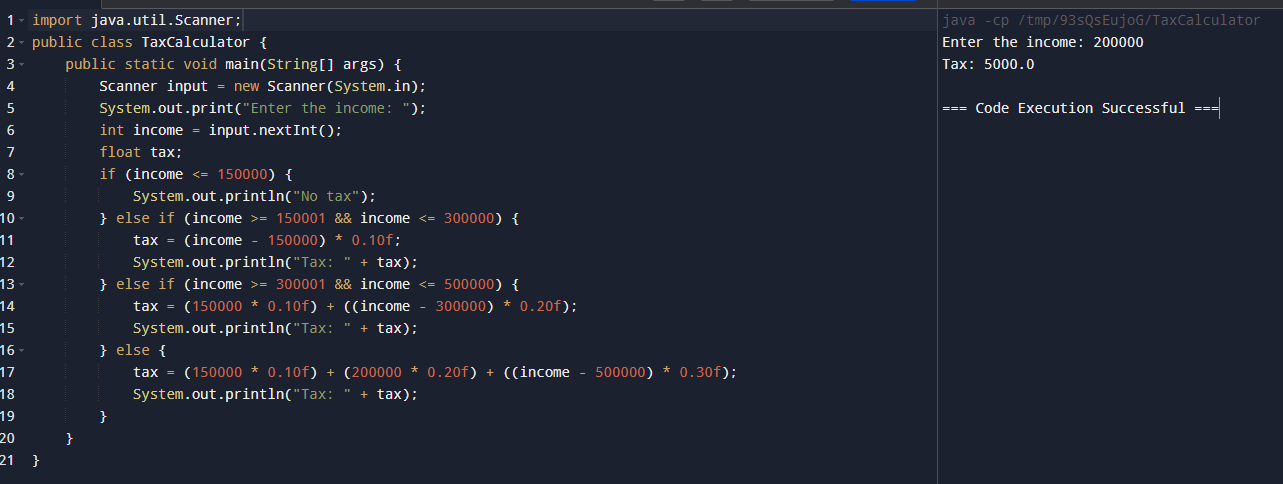 1 import java.util.Scanner;
2 public class TaxCalculator {
3     public static void main(String[] args) {
4         Scanner input = new Scanner(System.in);
5         System.out.print("Enter the income: ");
6         int income = input.nextInt();
7         float tax;
8         if (income <= 150000) {
9             System.out.println("No tax");
10         } else if (income >= 150001 && income <= 300000) {
11             tax = (income - 150000) * 0.10f;
12             System.out.println("Tax: " + tax);
13         } else if (income >= 300001 && income <= 500000) {
14             tax = (150000 * 0.10f) + ((income - 300000) * 0.20f);
15             System.out.println("Tax: " + tax);
16         } else {
17             tax = (150000 * 0.10f) + (200000 * 0.20f) + ((income - 500000) * 0.30f);
18             System.out.println("Tax: " + tax);
19         }
20     }
21 }
java -cp /tmp/93sQsEujoG/TaxCalculator
Enter the income: 200000
Tax: 5000.0
=== Code Execution Successful ===